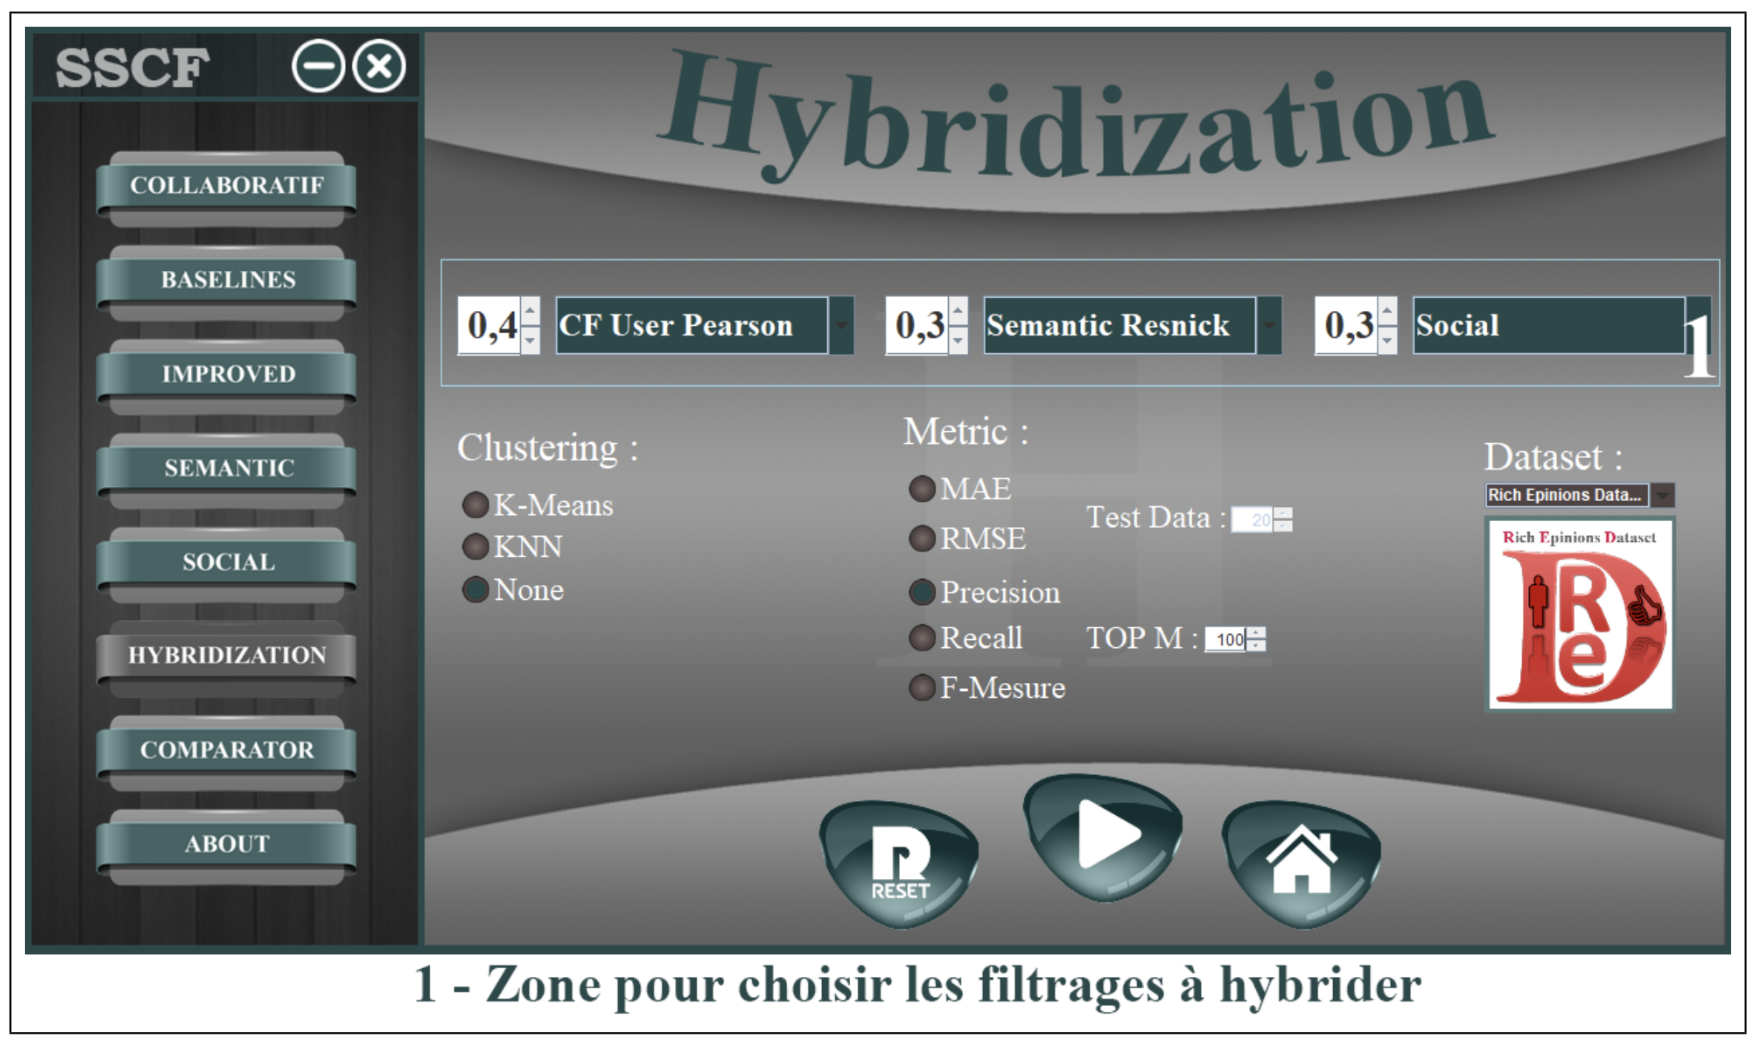 SSCF
Hybridization
COLLABORATIF
BASELINES
IMPROVED
SEMANTIC
SOCIAL
HYBRIDIZATION
COMPARATOR
ABOUT
0,4 CF User Pearson 0,3 Semantic Resnick 0,3 Social
1
Clustering :
K-Means
KNN
None
Metric :
MAE
RMSE
Precision
Recall
F-Mesure
Test Data : 20
TOP M : 100
Dataset :
Rich Epinions Data...
Rich Epinions Dataset
R
e
D
RESET
1 - Zone pour choisir les filtrages à hybrider